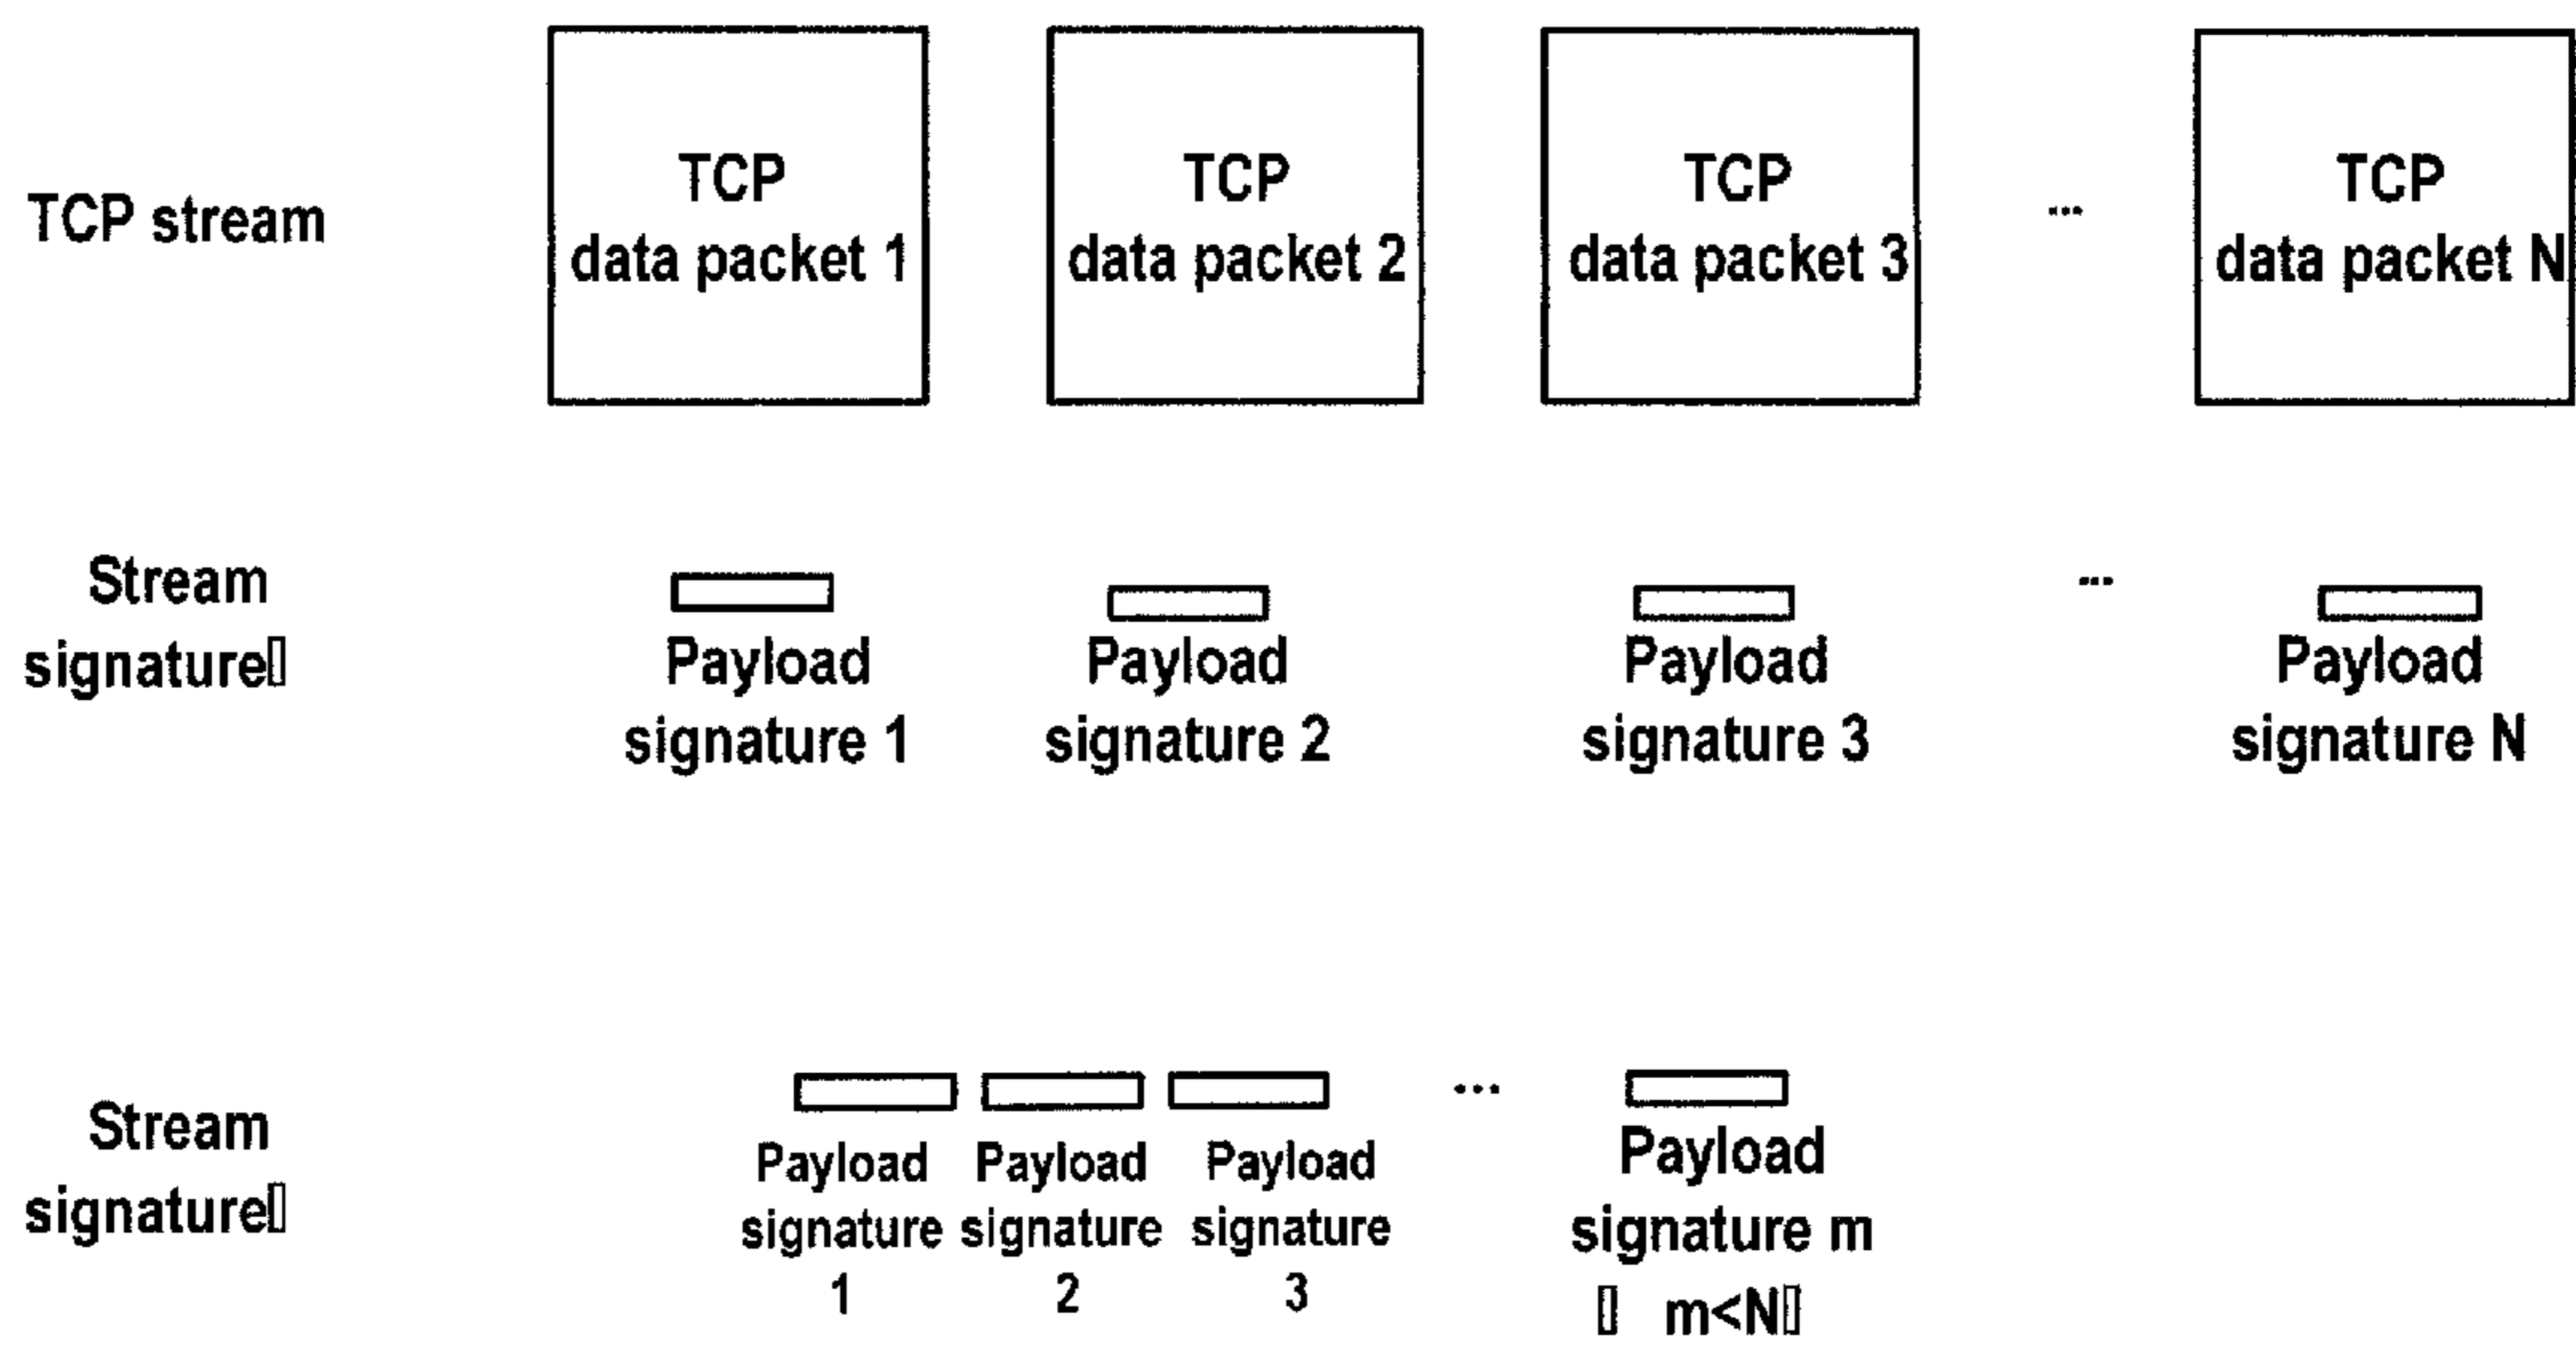 TCP stream
TCP
data packet 1
TCP
data packet 2
TCP
data packet 3
...
TCP
data packet N
Stream
signature▯
Payload
signature 1
Payload
signature 2
Payload
signature 3
...
Payload
signature N
Stream
signature▯
Payload
signature
1
Payload
signature
2
Payload
signature
3
...
Payload
signature m
▯ m<N▯